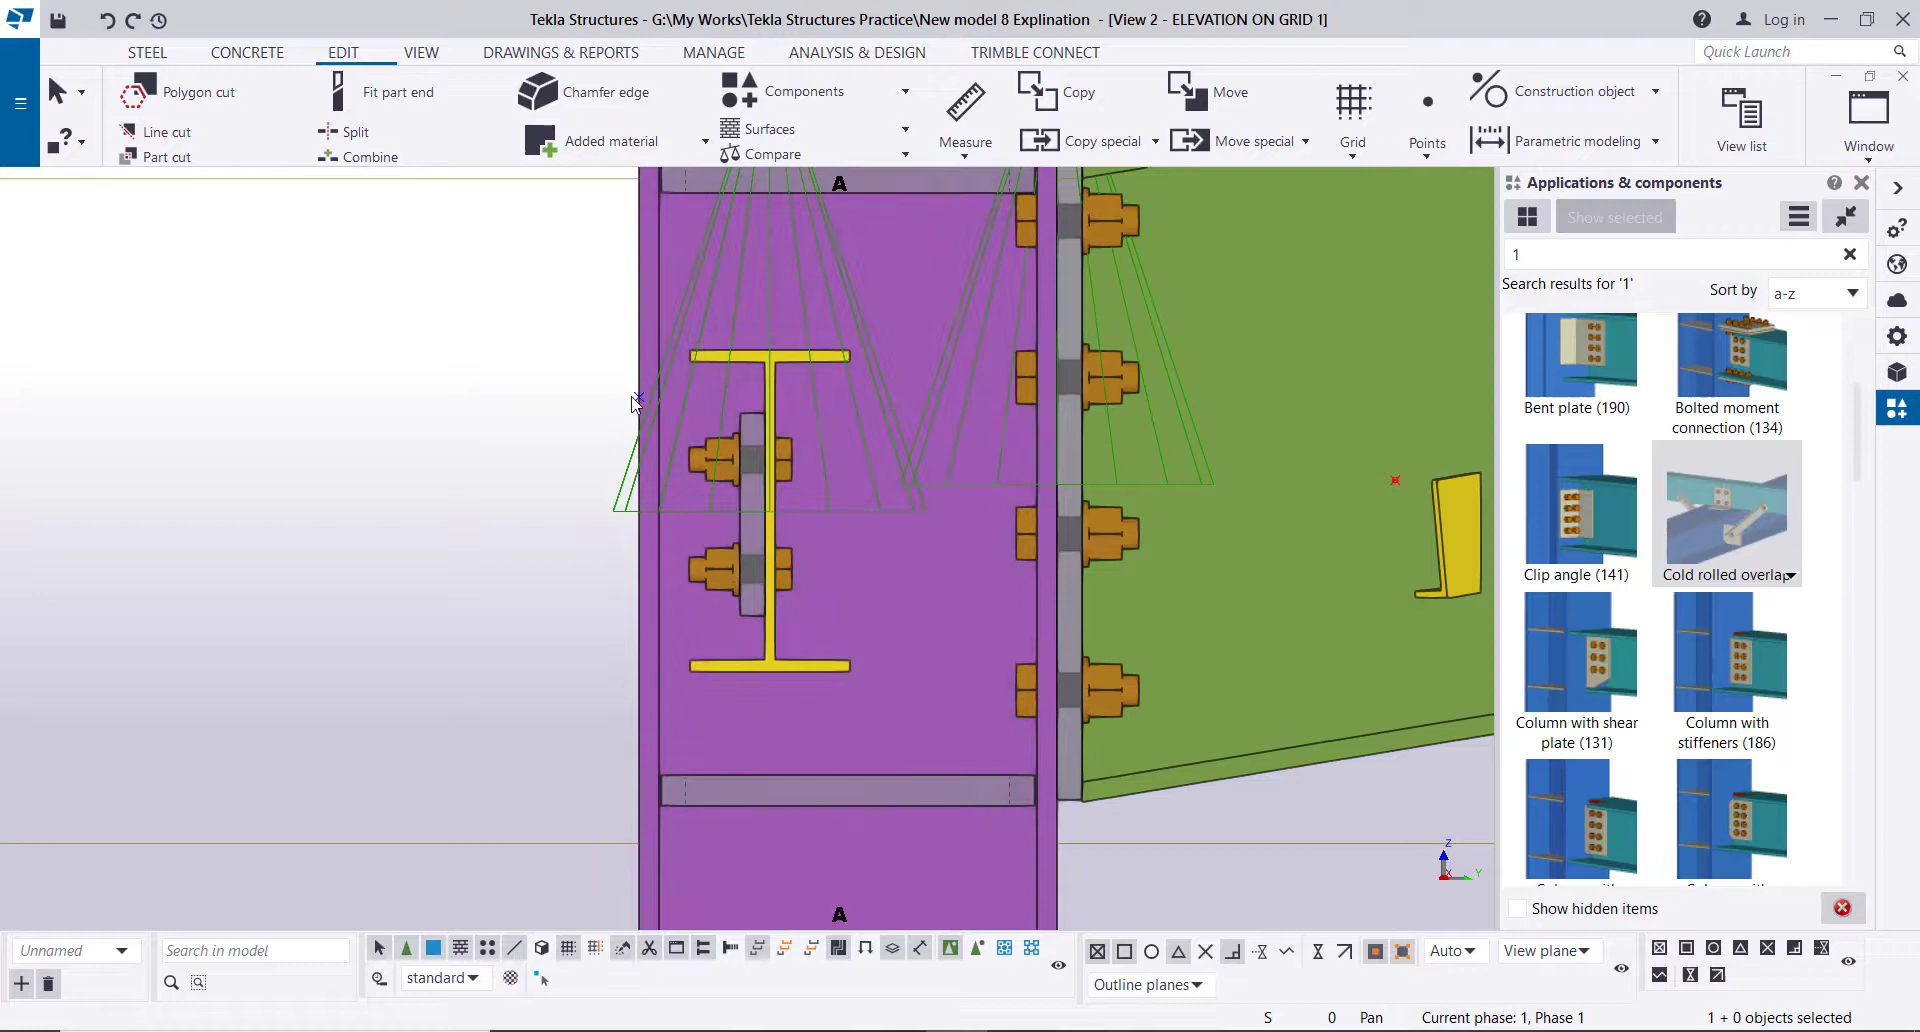 Tekla Structures - G:\My Works\Tekla Structures Practice\New model 8 Explination - [View 2 - ELEVATION ON GRID 1]
Log in
STEEL CONCRETE EDIT VIEW DRAWINGS & REPORTS MANAGE ANALYSIS & DESIGN TRIMBLE CONNECT
Quick Launch
Polygon cut Fit part end Chamfer edge Components Copy Move Construction object
Line cut Split Surfaces
Added material Measure Copy special Move special Grid Points Parametric modeling View list Window
Part cut Combine Compare
Applications & components
Show selected
1
Search results for '1'
Sort by a-z
Bent plate (190)
Bolted moment
connection (134)
Clip angle (141)
Cold rolled overlap
Column with shear
plate (131)
Column with
stiffeners (186)
Show hidden items
A
A
Z
Y
X
Unnamed
Search in model
standard
Auto
View plane
Outline planes
S 0 Pan Current phase: 1, Phase 1 1 + 0 objects selected